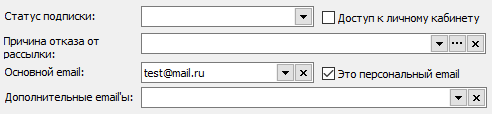 Статус подписки: Доступ к личному кабинету
Причина отказа от
рассылки:
Основной email: test@mail.ru Это персональный email
Дополнительные email'ы: